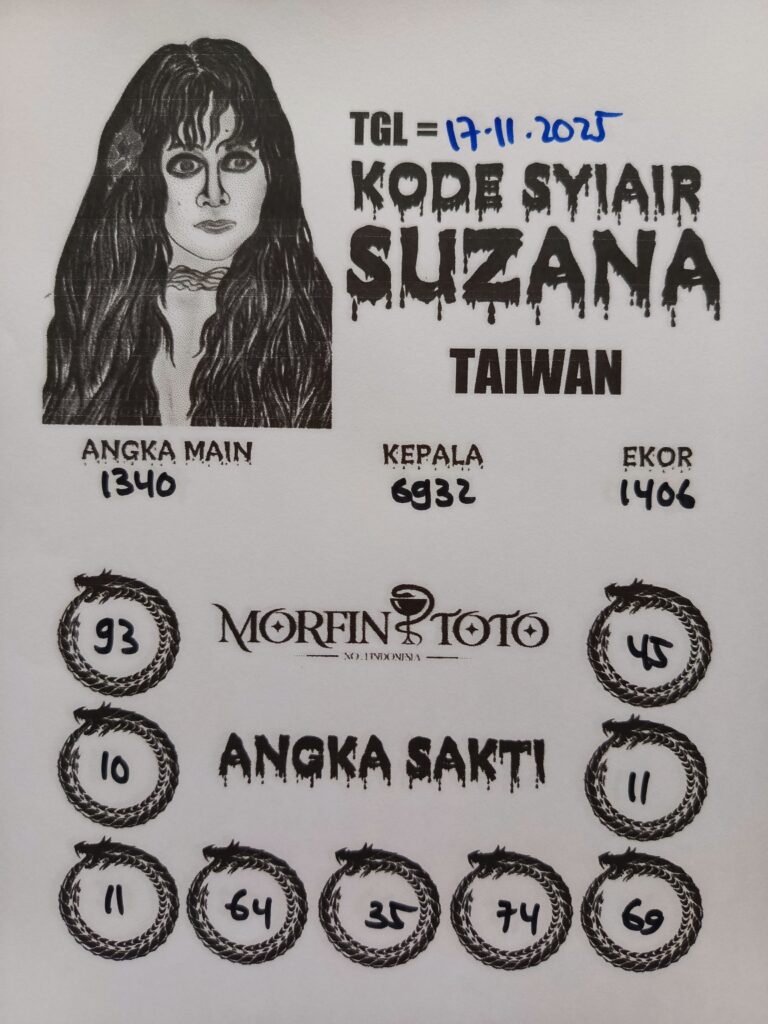 TGL = 17.11.2025
KODE SYIAIR
SUZANA
TAIWAN
ANGKA MAIN KEPALA EKOR
1340 6932 1406
93 MORFIN TOTO 45
NO.1 INDONESIA
10 ANGKA SAKTI 11
11 64 35 74 69